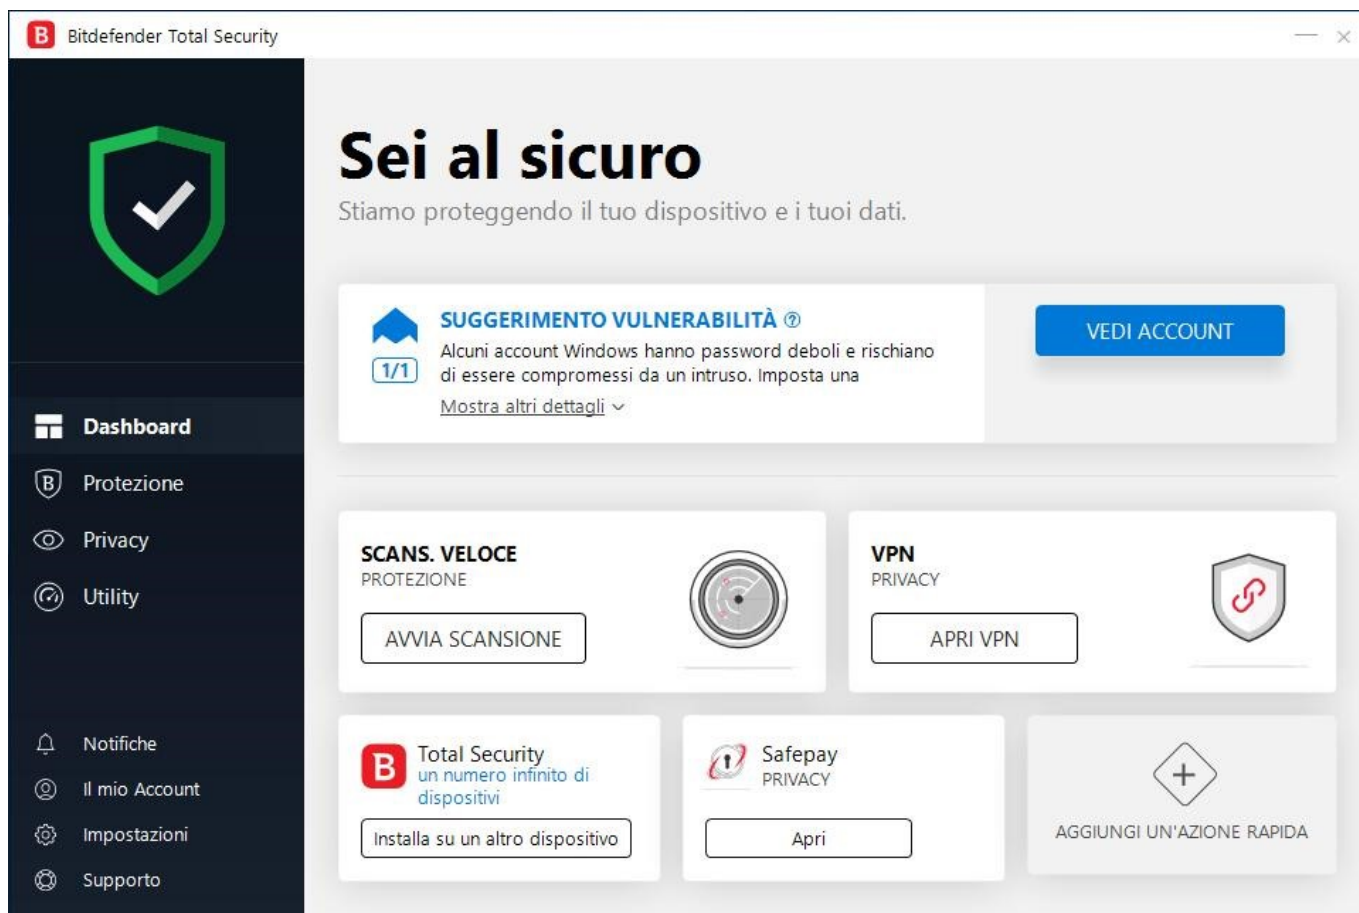 Bitdefender Total Security
Sei al sicuro
Stiamo proteggendo il tuo dispositivo e i tuoi dati.
SUGGERIMENTO VULNERABILITÀ
Alcuni account Windows hanno password deboli e rischiano
di essere compromessi da un intruso. Imposta una
1/1
Mostra altri dettagli
VEDI ACCOUNT
Dashboard
Protezione
Privacy
Utility
Notifiche
Il mio Account
Impostazioni
Supporto
SCANS. VELOCE
PROTEZIONE
AVVIA SCANSIONE
VPN
PRIVACY
APRI VPN
Total Security
un numero infinito di
dispositivi
Installa su un altro dispositivo
Safepay
PRIVACY
Apri
AGGIUNGI UN'AZIONE RAPIDA